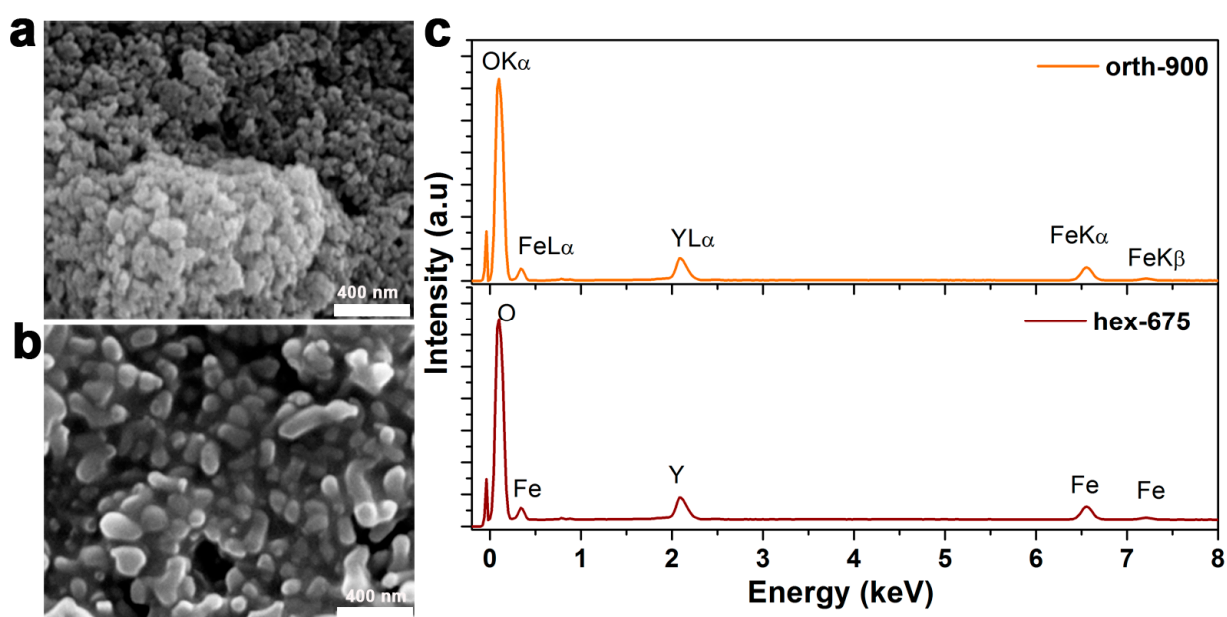 a
400 nm
b
400 nm
c
OKα
FeLα
YLα
FeKα
FeKβ
orth-900
O
Fe
Y
Fe
Fe
hex-675
Intensity (a.u)
0 1 2 3 4 5 6 7 8
Energy (keV)